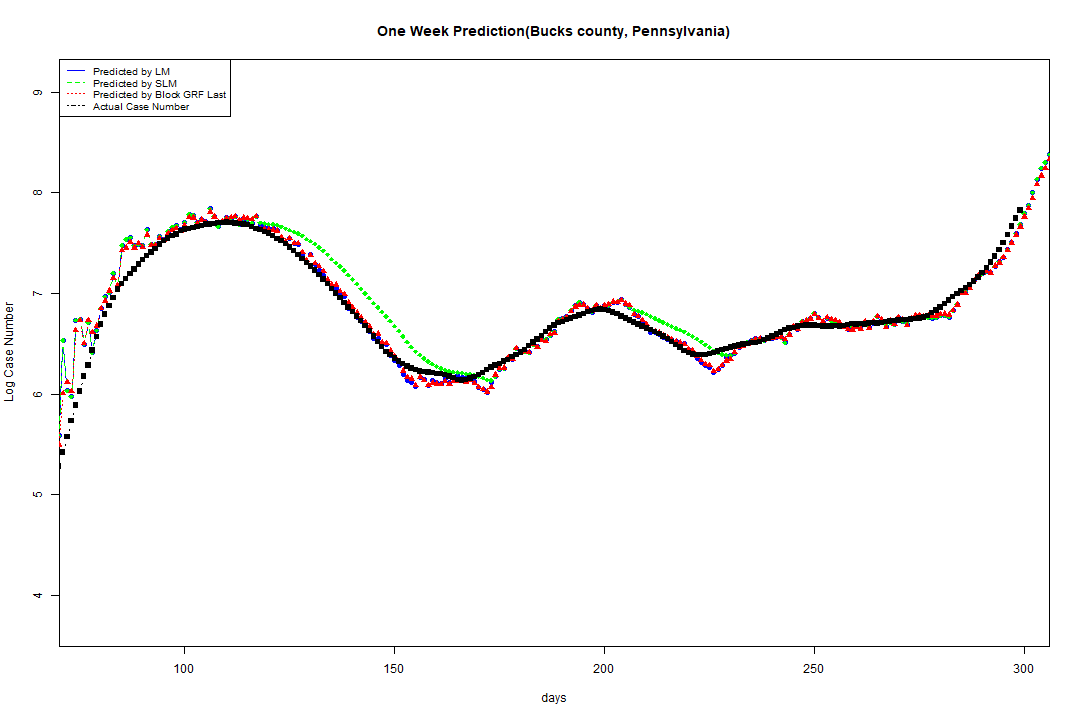 One Week Prediction(Bucks county, Pennsylvania)
Predicted by LM
Predicted by SLM
Predicted by Block GRF Last
Actual Case Number
Log Case Number
9
8
7
6
5
4
100 150 200 250 300
days